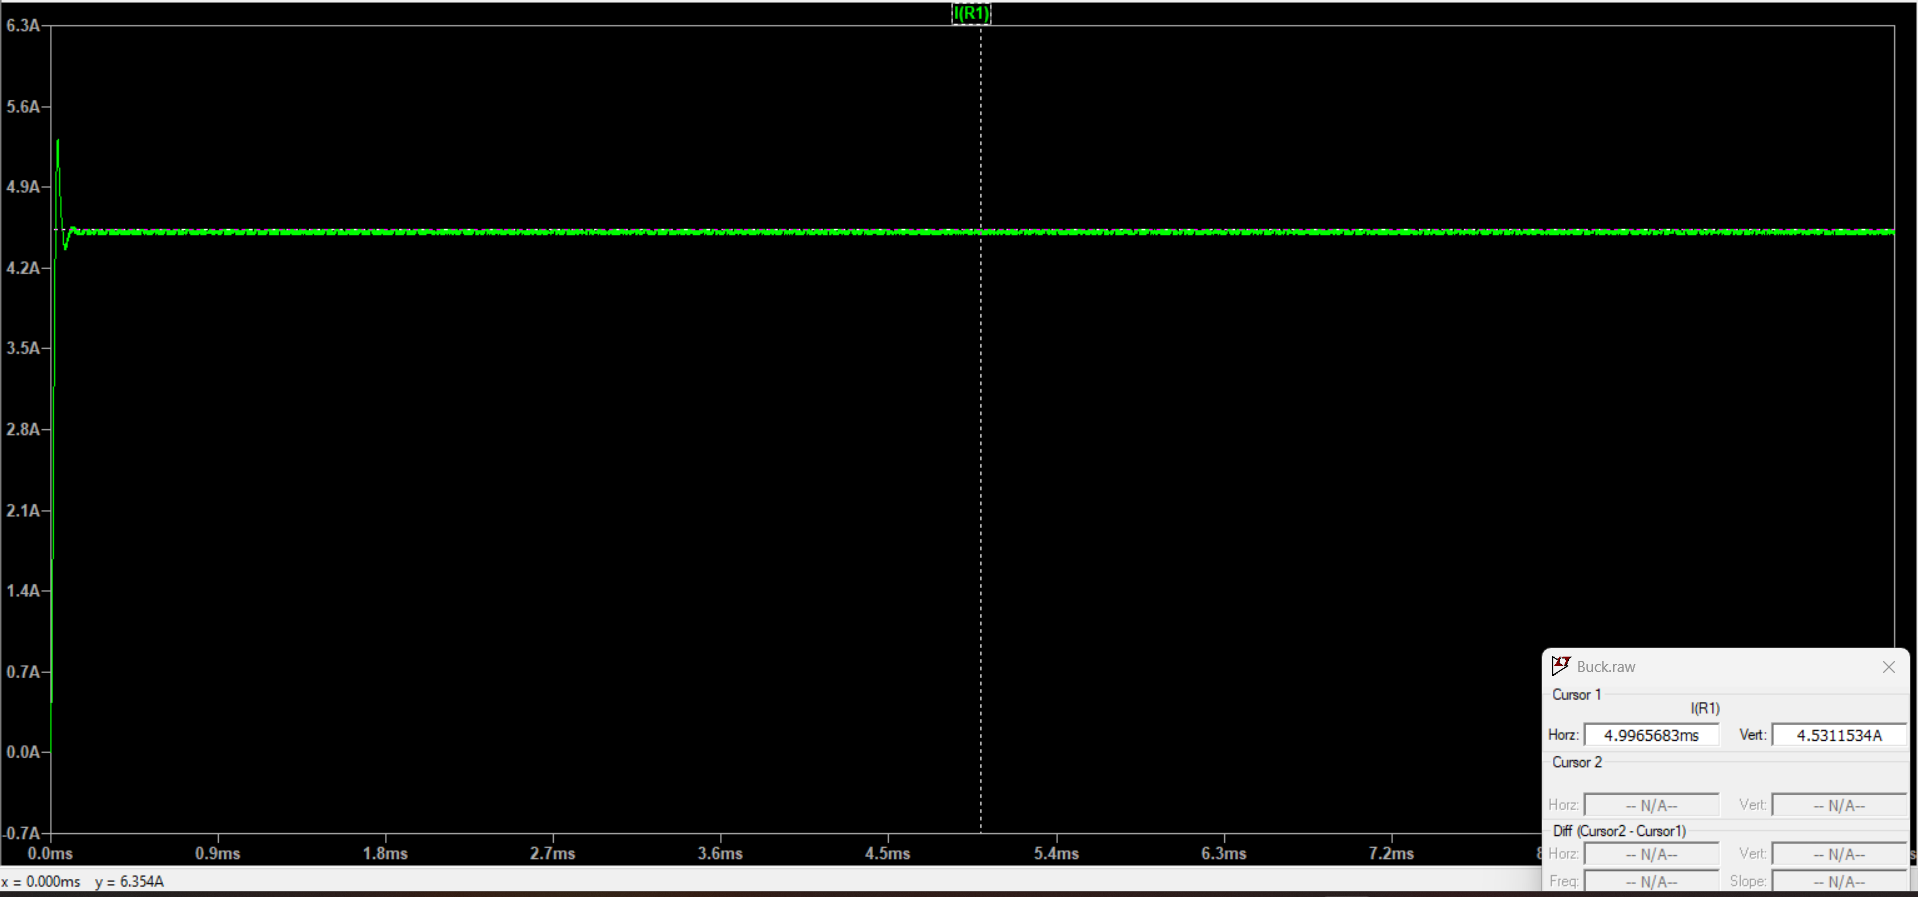 I(R1)
6.3A
5.6A
4.9A
4.2A
3.5A
2.8A
2.1A
1.4A
0.7A
0.0A
-0.7A
0.0ms 0.9ms 1.8ms 2.7ms 3.6ms 4.5ms 5.4ms 6.3ms 7.2ms
x = 0.000ms y = 6.354A
Buck.raw
Cursor 1
I(R1)
Horz: 4.9965683ms Vert: 4.5311534A
Cursor 2
Horz: -- N/A-- Vert: -- N/A--
Diff (Cursor2 - Cursor1)
Horz: -- N/A-- Vert: -- N/A--
Freq: -- N/A-- Slope: -- N/A--